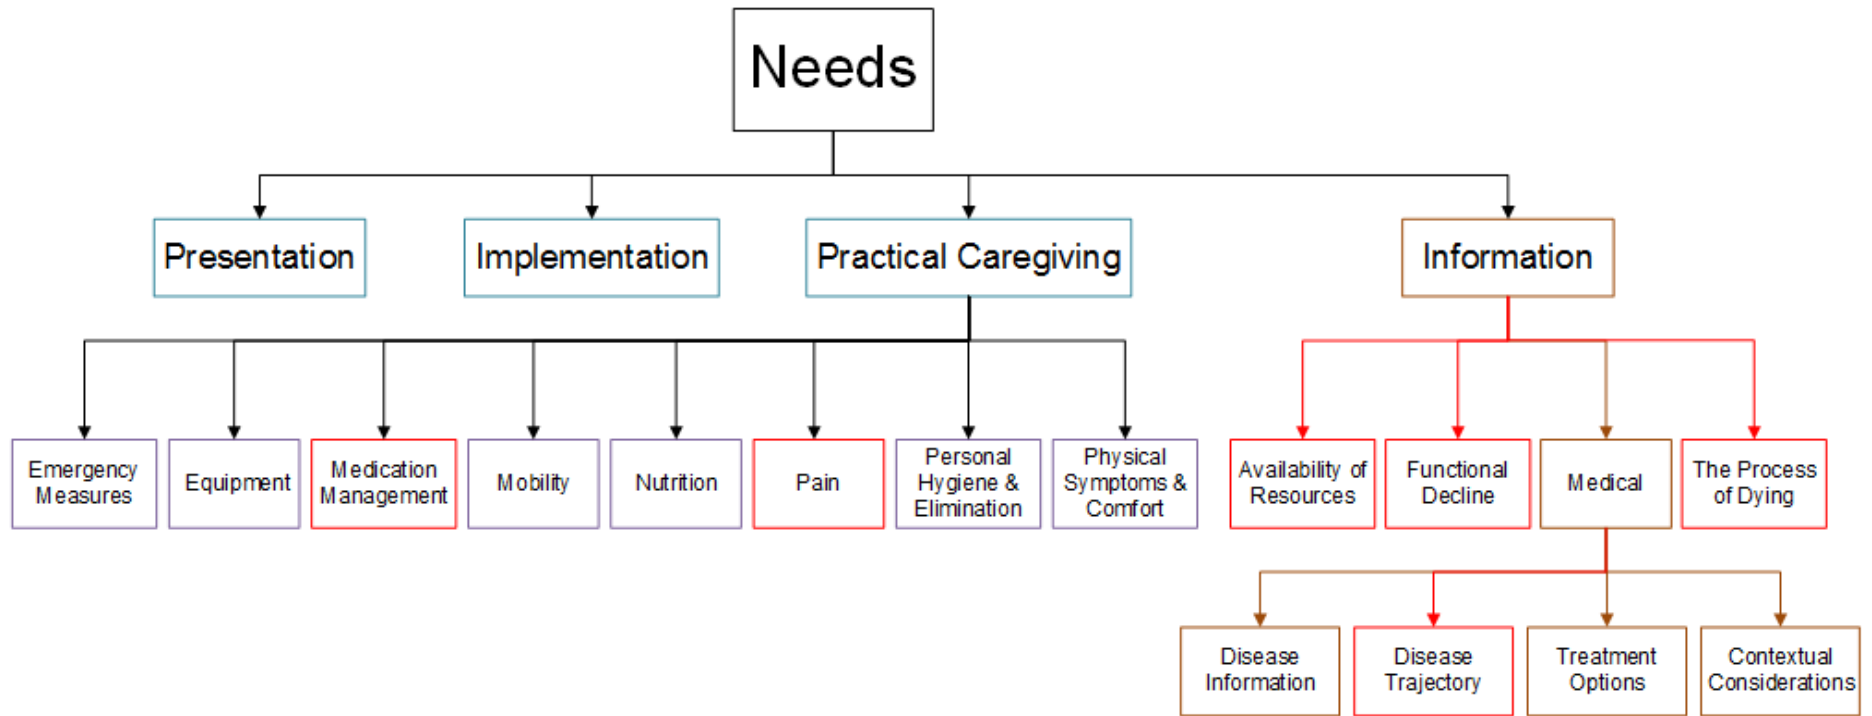 Needs
Presentation
Implementation
Practical Caregiving
Information
Emergency
Measures
Equipment
Medication
Management
Mobility
Nutrition
Pain
Personal
Hygiene &
Elimination
Physical
Symptoms &
Comfort
Availability of
Resources
Functional
Decline
Medical
The Process
of Dying
Disease
Information
Disease
Trajectory
Treatment
Options
Contextual
Considerations